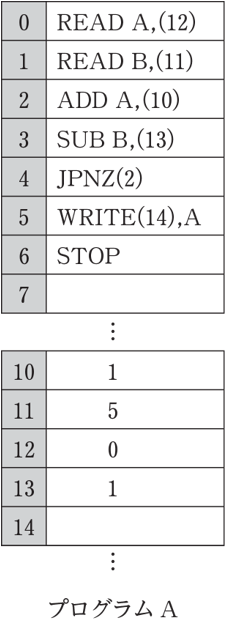 0 READ A,(12)
1 READ B,(11)
2 ADD A,(10)
3 SUB B,(13)
4 JPNZ(2)
5 WRITE(14),A
6 STOP
7
⋮
10 1
11 5
12 0
13 1
14
⋮
プログラム A